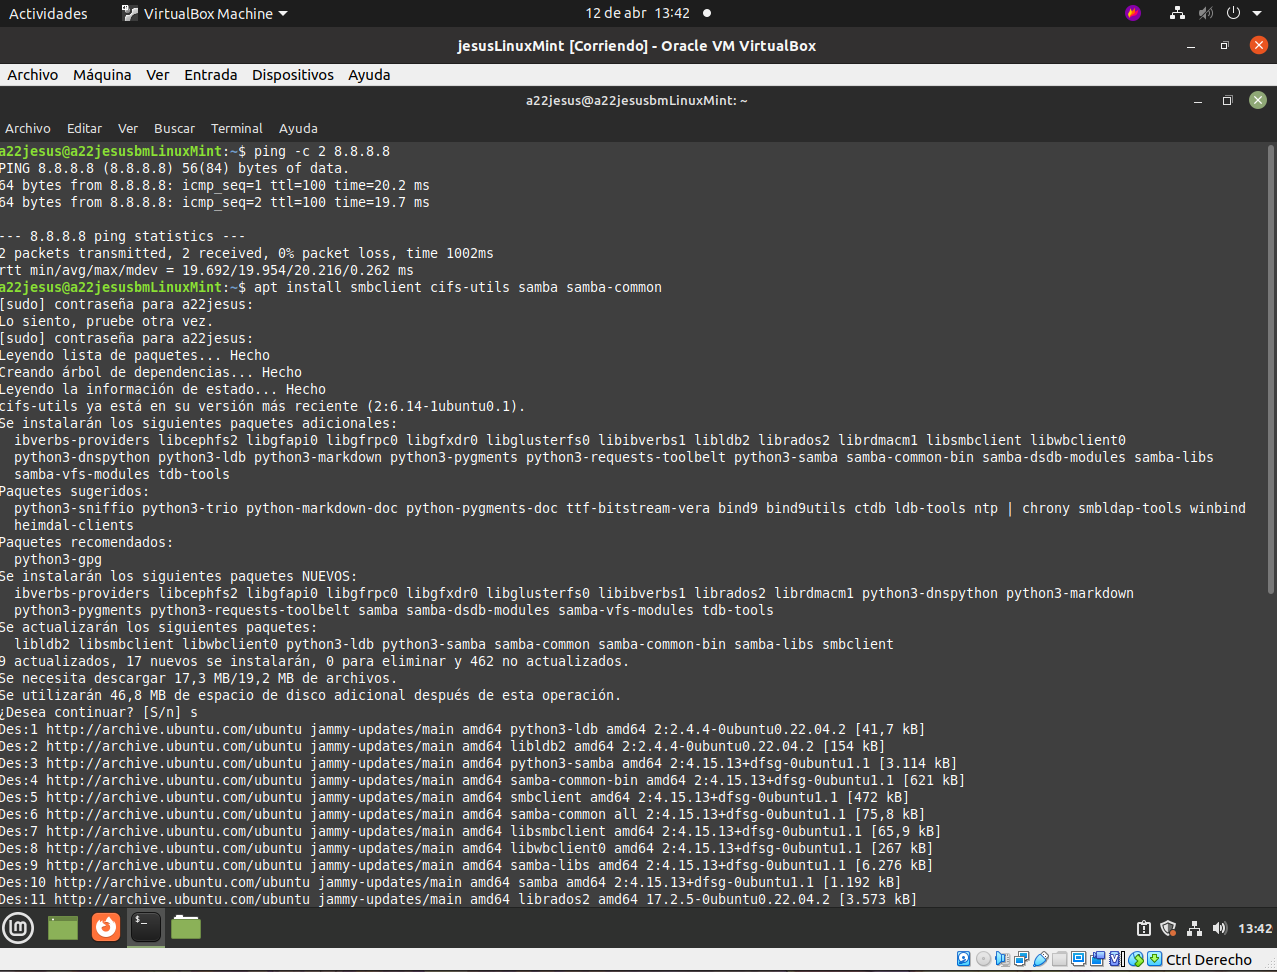 Actividades
VirtualBox Machine
12 de abr 13:42
jesusLinuxMint [Corriendo] - Oracle VM VirtualBox
Archivo Máquina Ver Entrada Dispositivos Ayuda
a22jesus@a22jesusbmLinuxMint: ~
Archivo Editar Ver Buscar Terminal Ayuda
a22jesus@a22jesusbmLinuxMint:~$ ping -c 2 8.8.8.8
PING 8.8.8.8 (8.8.8.8) 56(84) bytes of data.
64 bytes from 8.8.8.8: icmp_seq=1 ttl=100 time=20.2 ms
64 bytes from 8.8.8.8: icmp_seq=2 ttl=100 time=19.7 ms
--- 8.8.8.8 ping statistics ---
2 packets transmitted, 2 received, 0% packet loss, time 1002ms
rtt min/avg/max/mdev = 19.692/19.954/20.216/0.262 ms
a22jesus@a22jesusbmLinuxMint:~$ apt install smbclient cifs-utils samba samba-common
[sudo] contraseña para a22jesus:
Lo siento, pruebe otra vez.
[sudo] contraseña para a22jesus:
Leyendo lista de paquetes... Hecho
Creando árbol de dependencias... Hecho
Leyendo la información de estado... Hecho
cifs-utils ya está en su versión más reciente (2:6.14-1ubuntu0.1).
Se instalarán los siguientes paquetes adicionales:
ibverbs-providers libcephfs2 libgfapi0 libgfrpc0 libgfxdr0 libglusterfs0 libibverbs1 libldb2 librados2 librdmacm1 libsmbclient libwbclient0
python3-dnspython python3-ldb python3-markdown python3-pygments python3-requests-toolbelt python3-samba samba-common-bin samba-dsdb-modules samba-libs
samba-vfs-modules tdb-tools
Paquetes sugeridos:
python3-sniffio python3-trio python-markdown-doc python-pygments-doc ttf-bitstream-vera bind9 bind9utils ctdb ldb-tools ntp | chrony smbldap-tools winbind
heimdal-clients
Paquetes recomendados:
python3-gpg
Se instalarán los siguientes paquetes NUEVOS:
ibverbs-providers libcephfs2 libgfapi0 libgfrpc0 libgfxdr0 libglusterfs0 libibverbs1 librados2 librdmacm1 python3-dnspython python3-markdown
python3-pygments python3-requests-toolbelt samba samba-dsdb-modules samba-vfs-modules tdb-tools
Se actualizarán los siguientes paquetes:
libldb2 libsmbclient libwbclient0 python3-ldb python3-samba samba-common samba-common-bin samba-libs smbclient
9 actualizados, 17 nuevos se instalarán, 0 para eliminar y 462 no actualizados.
Se necesita descargar 17,3 MB/19,2 MB de archivos.
Se utilizarán 46,8 MB de espacio de disco adicional después de esta operación.
¿Desea continuar? [S/n] s
Des:1 http://archive.ubuntu.com/ubuntu jammy-updates/main amd64 python3-ldb amd64 2:2.4.4-0ubuntu0.22.04.2 [41,7 kB]
Des:2 http://archive.ubuntu.com/ubuntu jammy-updates/main amd64 libldb2 amd64 2:2.4.4-0ubuntu0.22.04.2 [154 kB]
Des:3 http://archive.ubuntu.com/ubuntu jammy-updates/main amd64 python3-samba amd64 2:4.15.13+dfsg-0ubuntu1.1 [3.114 kB]
Des:4 http://archive.ubuntu.com/ubuntu jammy-updates/main amd64 samba-common-bin amd64 2:4.15.13+dfsg-0ubuntu1.1 [621 kB]
Des:5 http://archive.ubuntu.com/ubuntu jammy-updates/main amd64 smbclient amd64 2:4.15.13+dfsg-0ubuntu1.1 [472 kB]
Des:6 http://archive.ubuntu.com/ubuntu jammy-updates/main amd64 samba-common all 2:4.15.13+dfsg-0ubuntu1.1 [75,8 kB]
Des:7 http://archive.ubuntu.com/ubuntu jammy-updates/main amd64 libsmbclient amd64 2:4.15.13+dfsg-0ubuntu1.1 [65,9 kB]
Des:8 http://archive.ubuntu.com/ubuntu jammy-updates/main amd64 libwbclient0 amd64 2:4.15.13+dfsg-0ubuntu1.1 [267 kB]
Des:9 http://archive.ubuntu.com/ubuntu jammy-updates/main amd64 samba-libs amd64 2:4.15.13+dfsg-0ubuntu1.1 [6.276 kB]
Des:10 http://archive.ubuntu.com/ubuntu jammy-updates/main amd64 samba amd64 2:4.15.13+dfsg-0ubuntu1.1 [1.192 kB]
Des:11 http://archive.ubuntu.com/ubuntu jammy-updates/main amd64 librados2 amd64 17.2.5-0ubuntu0.22.04.2 [3.573 kB]
13:42
Ctrl Derecho